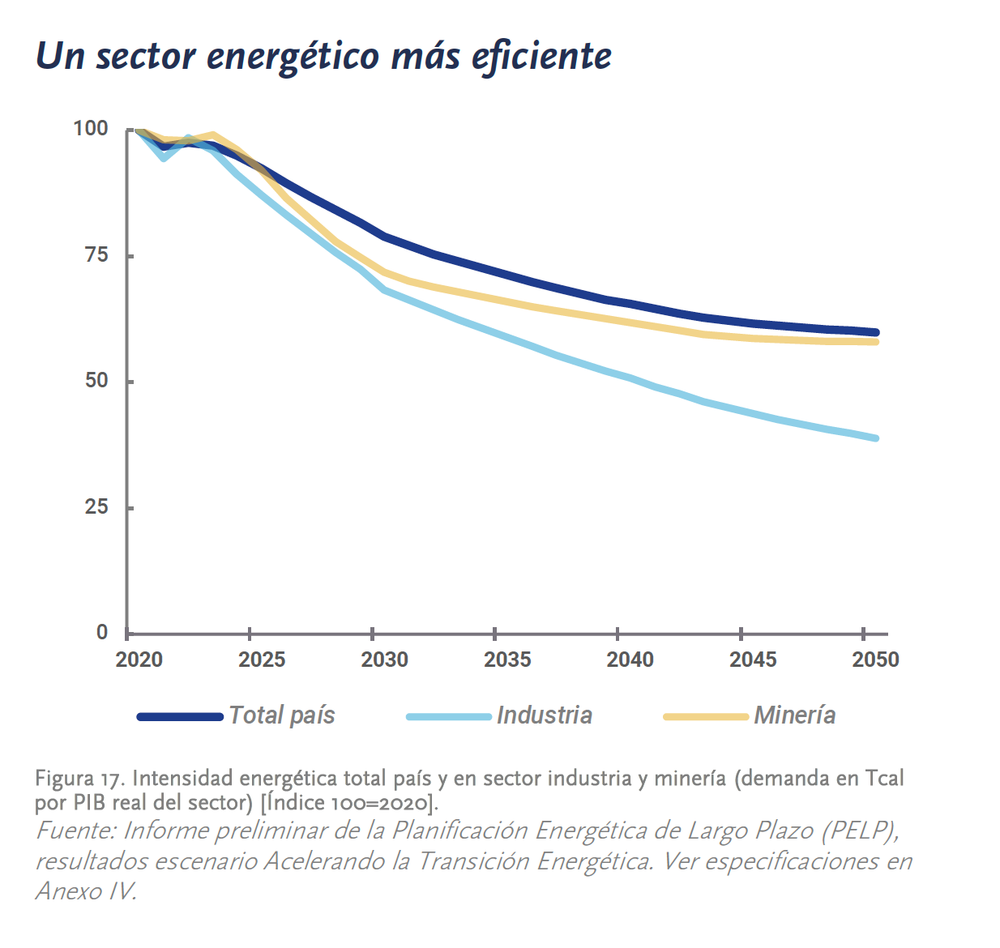 Un sector energético más eficiente
100
75
50
25
0
2020 2025 2030 2035 2040 2045 2050
Total país Industria Minería
Figura 17. Intensidad energética total país y en sector industria y minería (demanda en Tcal
por PIB real del sector) [Índice 100=2020].
Fuente: Informe preliminar de la Planificación Energética de Largo Plazo (PELP),
resultados escenario Acelerando la Transición Energética. Ver especificaciones en
Anexo IV.